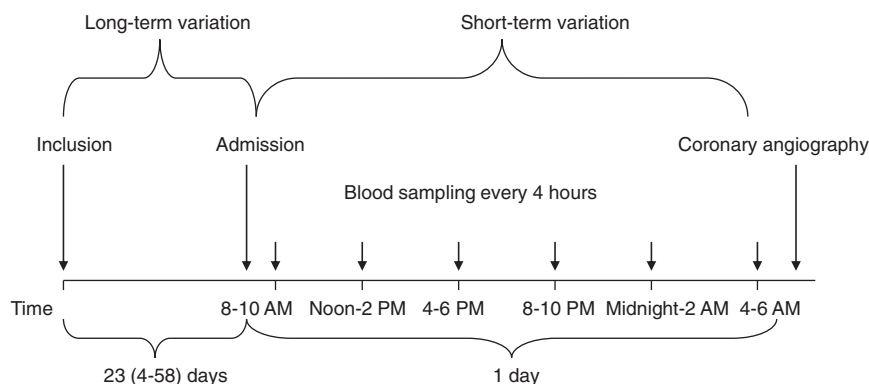 Long-term variation Short-term variation
Inclusion Admission Coronary angiography
Blood sampling every 4 hours
Time 8-10 AM Noon-2 PM 4-6 PM 8-10 PM Midnight-2 AM 4-6 AM
23 (4-58) days 1 day